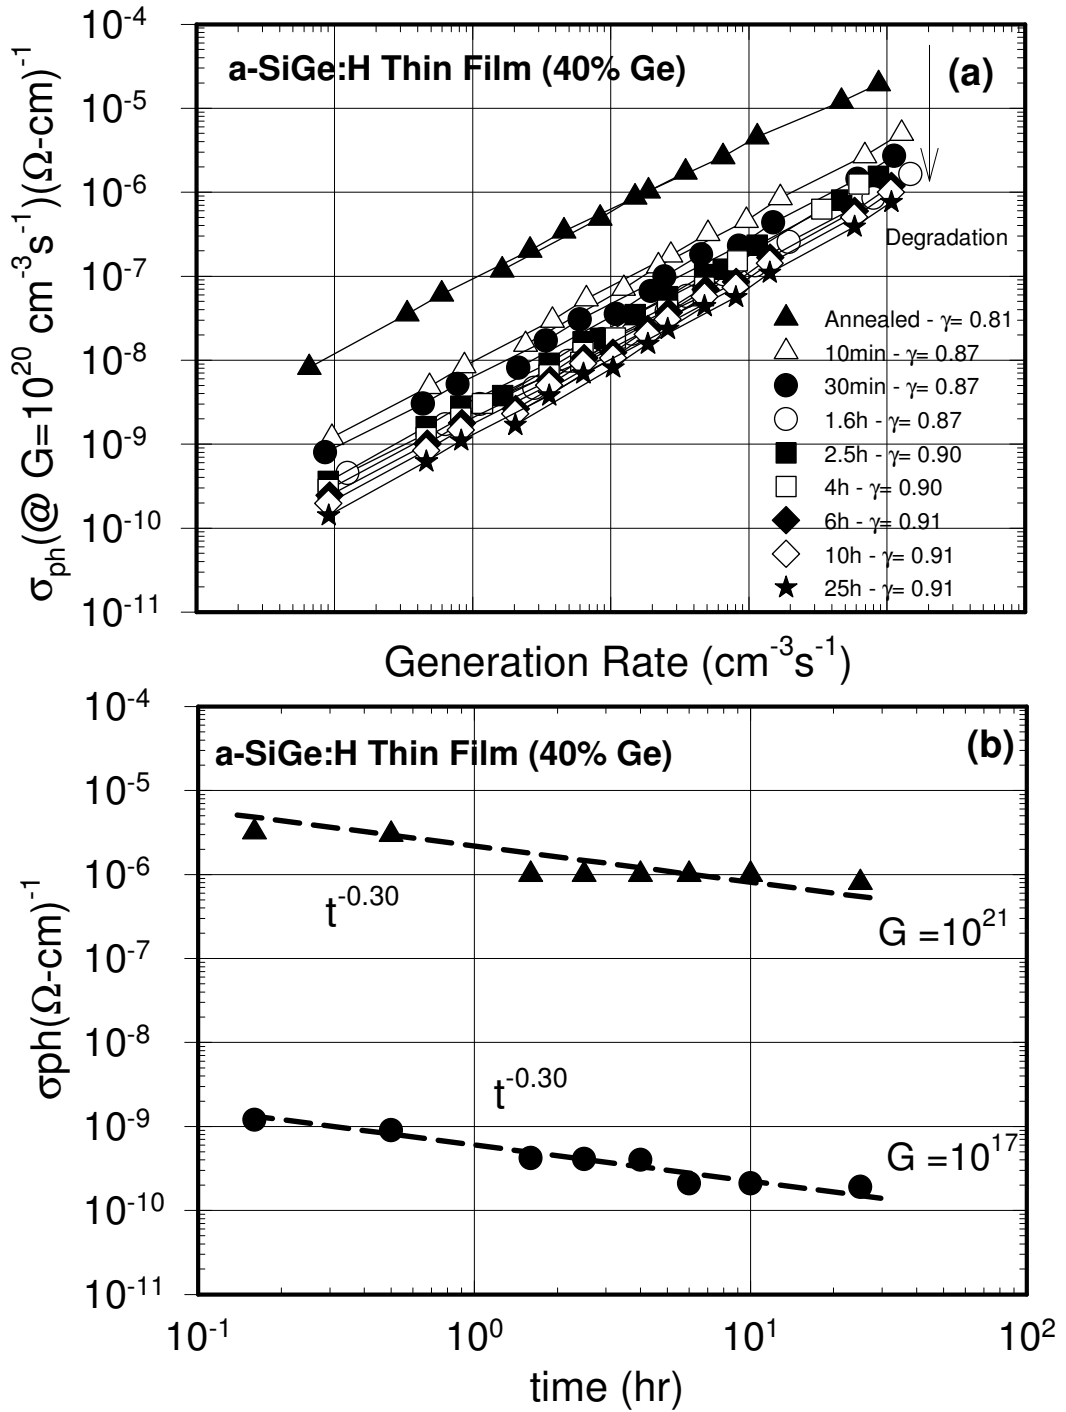 10⁻⁴
a-SiGe:H Thin Film (40% Ge)
(a)
10⁻⁵
10⁻⁶
10⁻⁷
10⁻⁸
10⁻⁹
10⁻¹⁰
10⁻¹¹
σph(@ G=10²⁰ cm⁻³s⁻¹)(Ω-cm)⁻¹
Degradation
Annealed - γ= 0.81
10min - γ= 0.87
30min - γ= 0.87
1.6h - γ= 0.87
2.5h - γ= 0.90
4h - γ= 0.90
6h - γ= 0.91
10h - γ= 0.91
25h - γ= 0.91
Generation Rate (cm⁻³s⁻¹)
10⁻⁴
a-SiGe:H Thin Film (40% Ge)
(b)
10⁻⁵
10⁻⁶
10⁻⁷
10⁻⁸
10⁻⁹
10⁻¹⁰
10⁻¹¹
σph(Ω-cm)⁻¹
t⁻⁰·³⁰
G =10²¹
t⁻⁰·³⁰
G =10¹⁷
10⁻¹ 10⁰ 10¹ 10²
time (hr)